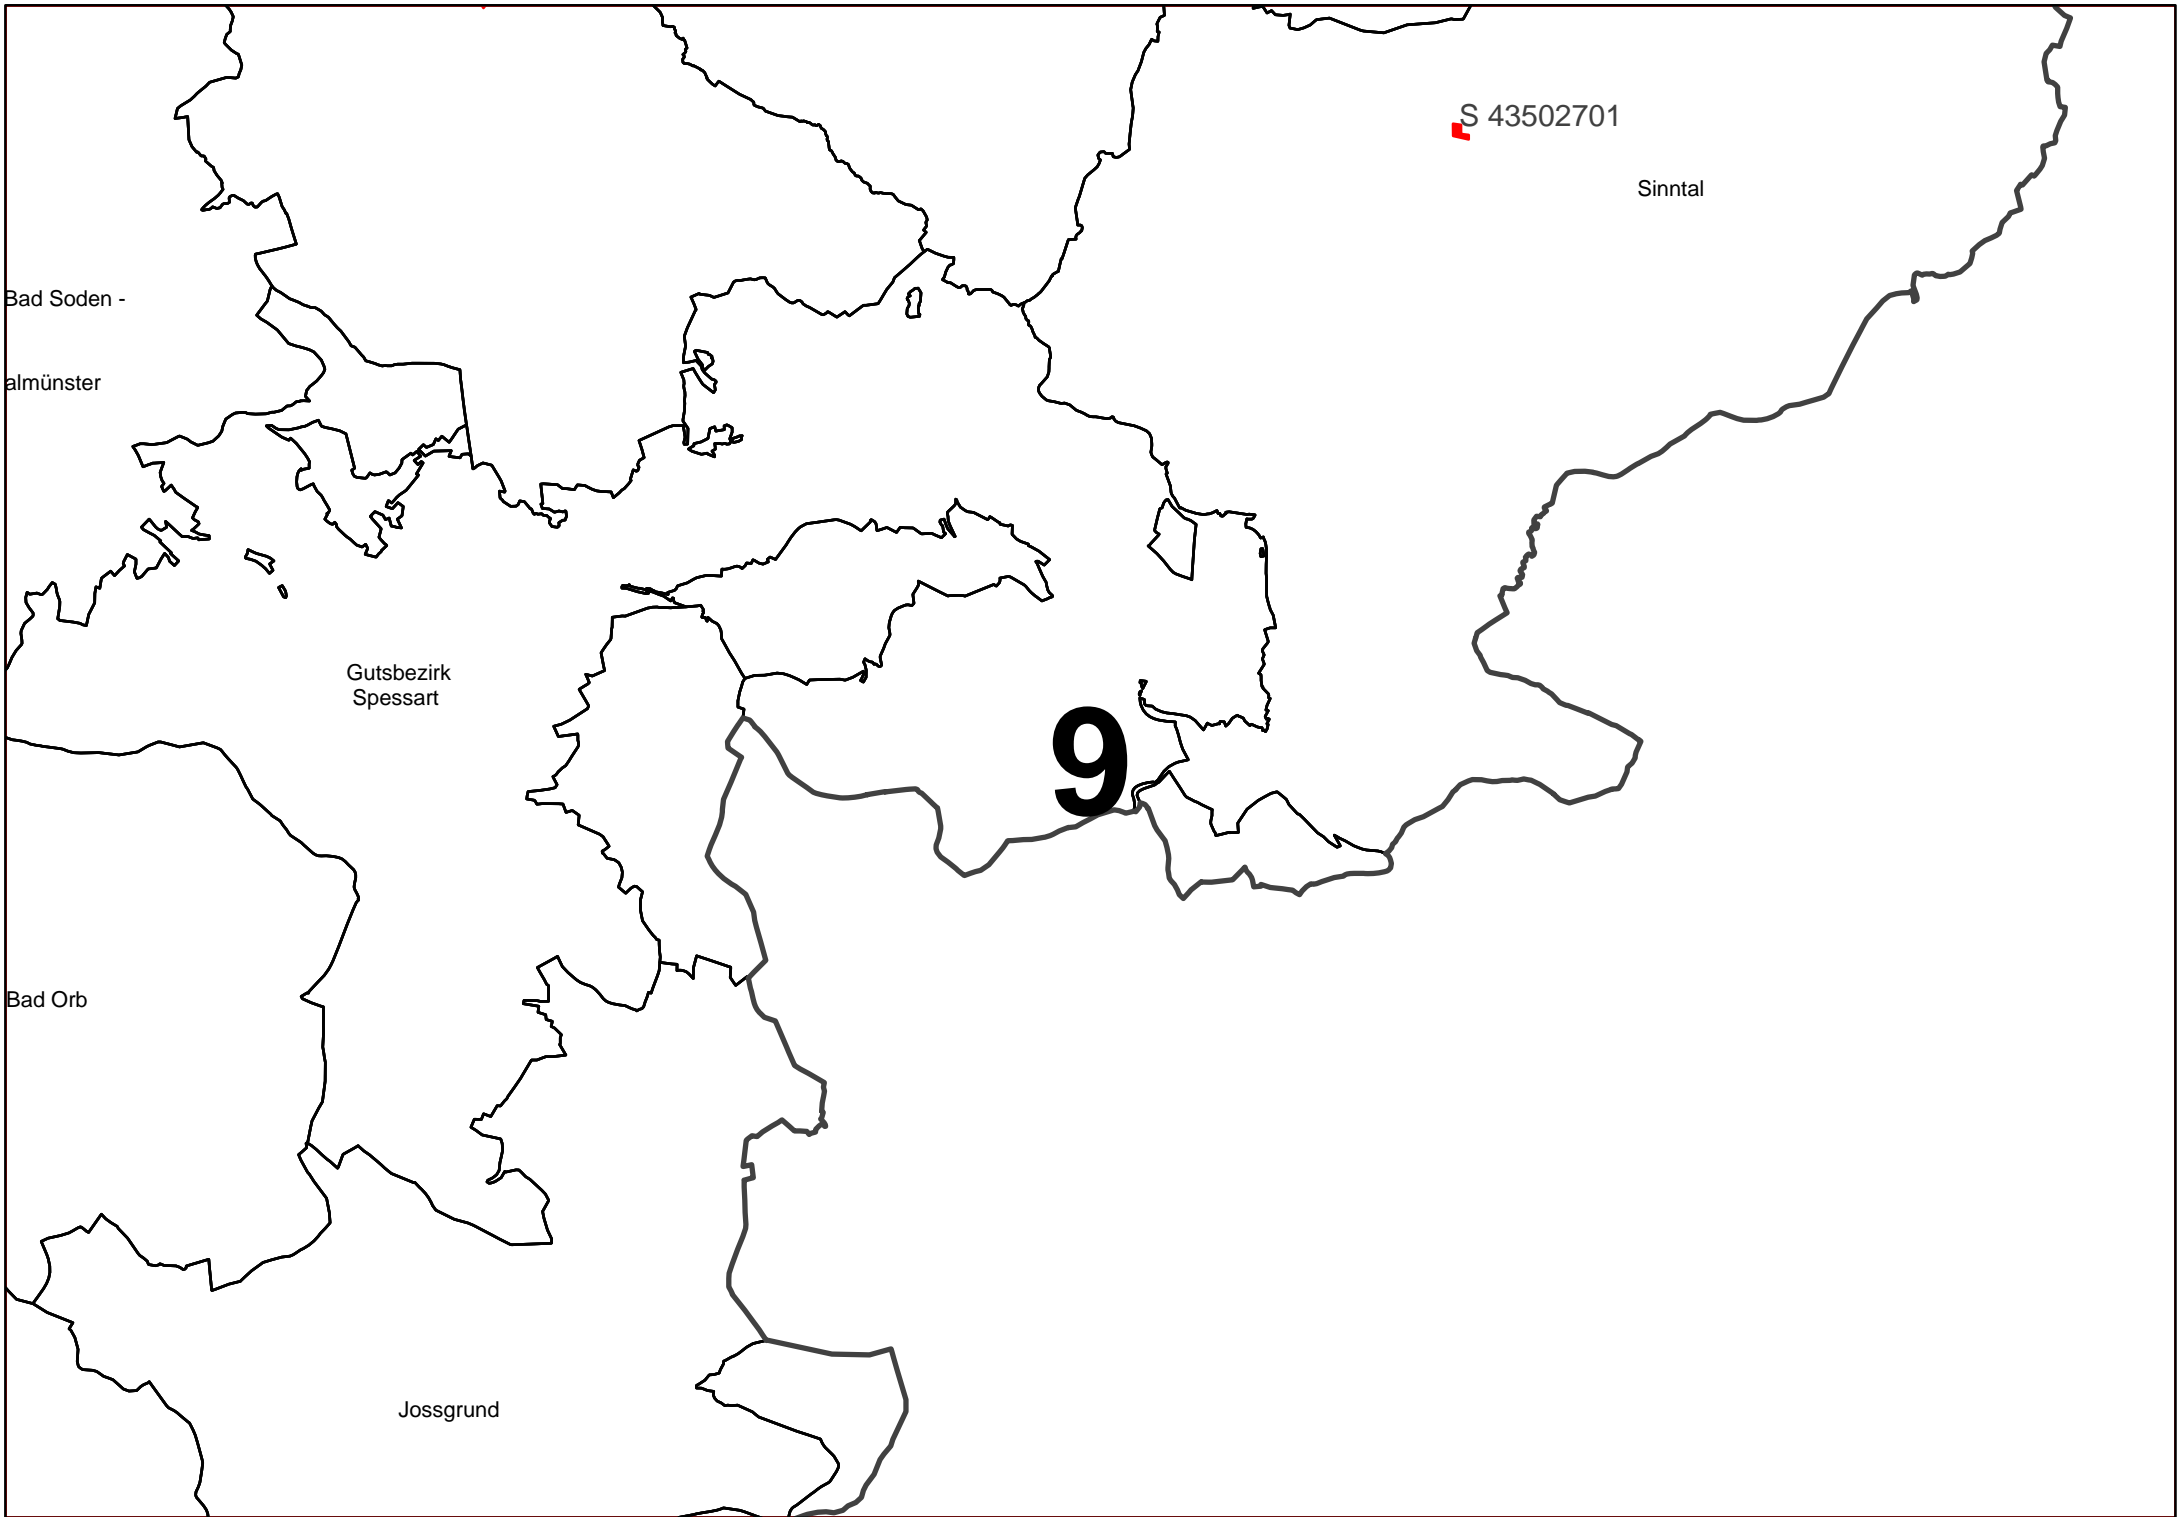 S 43502701
Sinntal
Bad Soden -
almünster
Gutsbezirk
Spessart
9
Bad Orb
Jossgrund